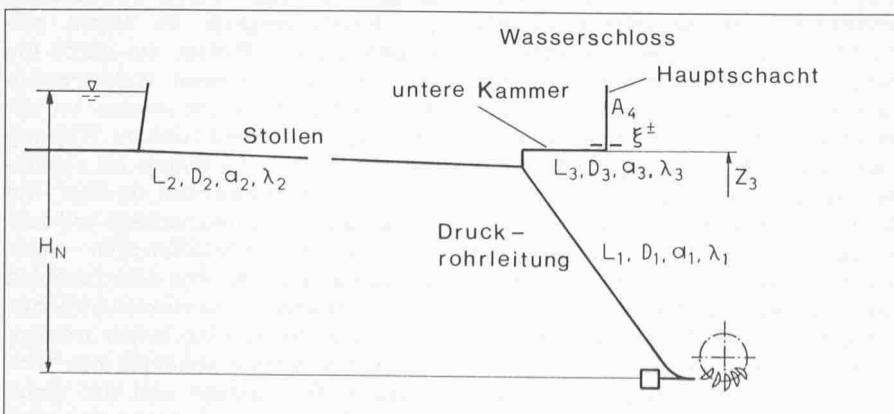 Wasserschloss
Hauptschacht
untere Kammer
A₄
ξ±
Stollen
L₂, D₂, a₂, λ₂
L₃, D₃, a₃, λ₃
Z₃
H_N
Druck-
rohrleitung
L₁, D₁, a₁, λ₁